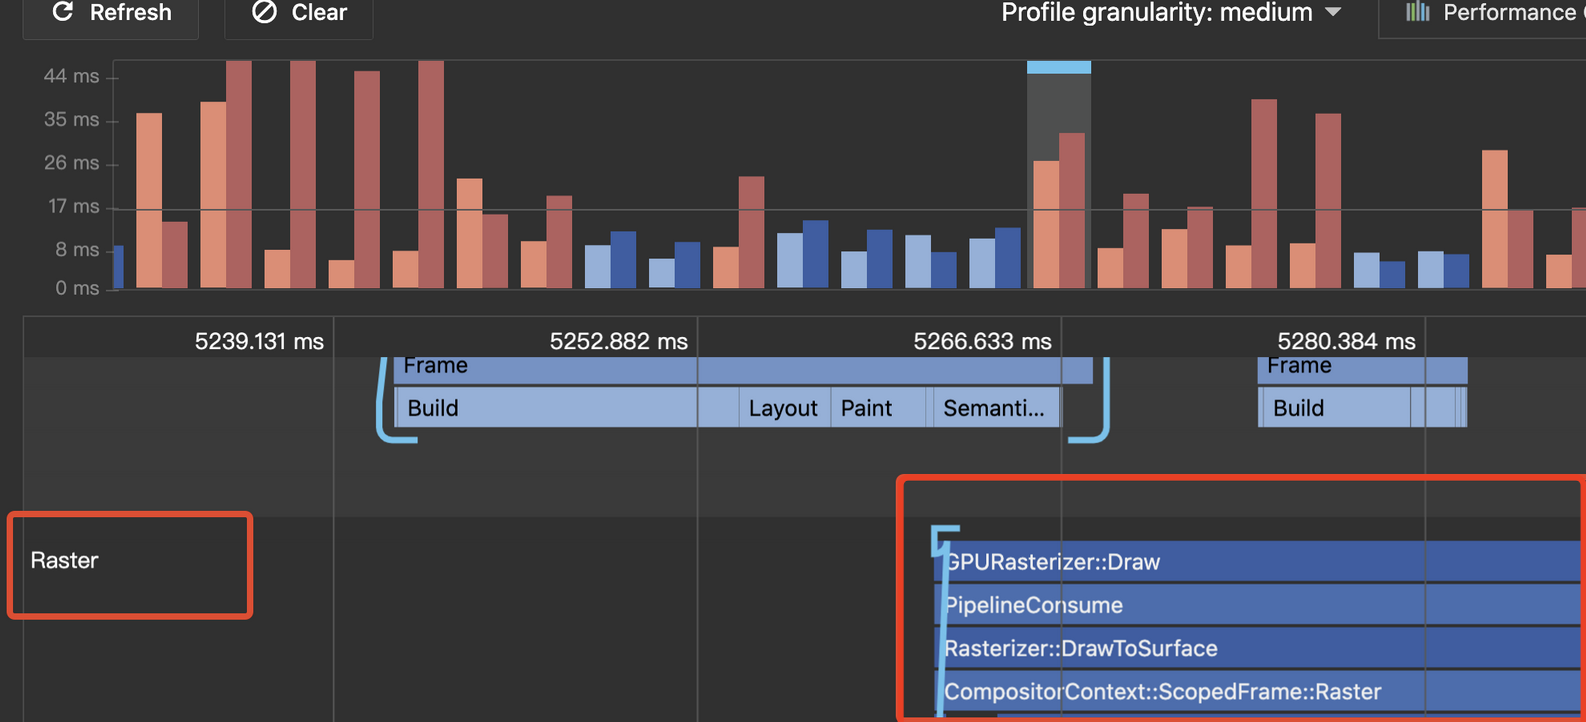 Refresh
Clear
Profile granularity: medium
Performance
44 ms
35 ms
26 ms
17 ms
8 ms
0 ms
5239.131 ms
5252.882 ms
5266.633 ms
5280.384 ms
Frame
Frame
Build
Layout
Paint
Semanti...
Build
Raster
GPURasterizer::Draw
PipelineConsume
Rasterizer::DrawToSurface
CompositorContext::ScopedFrame::Raster